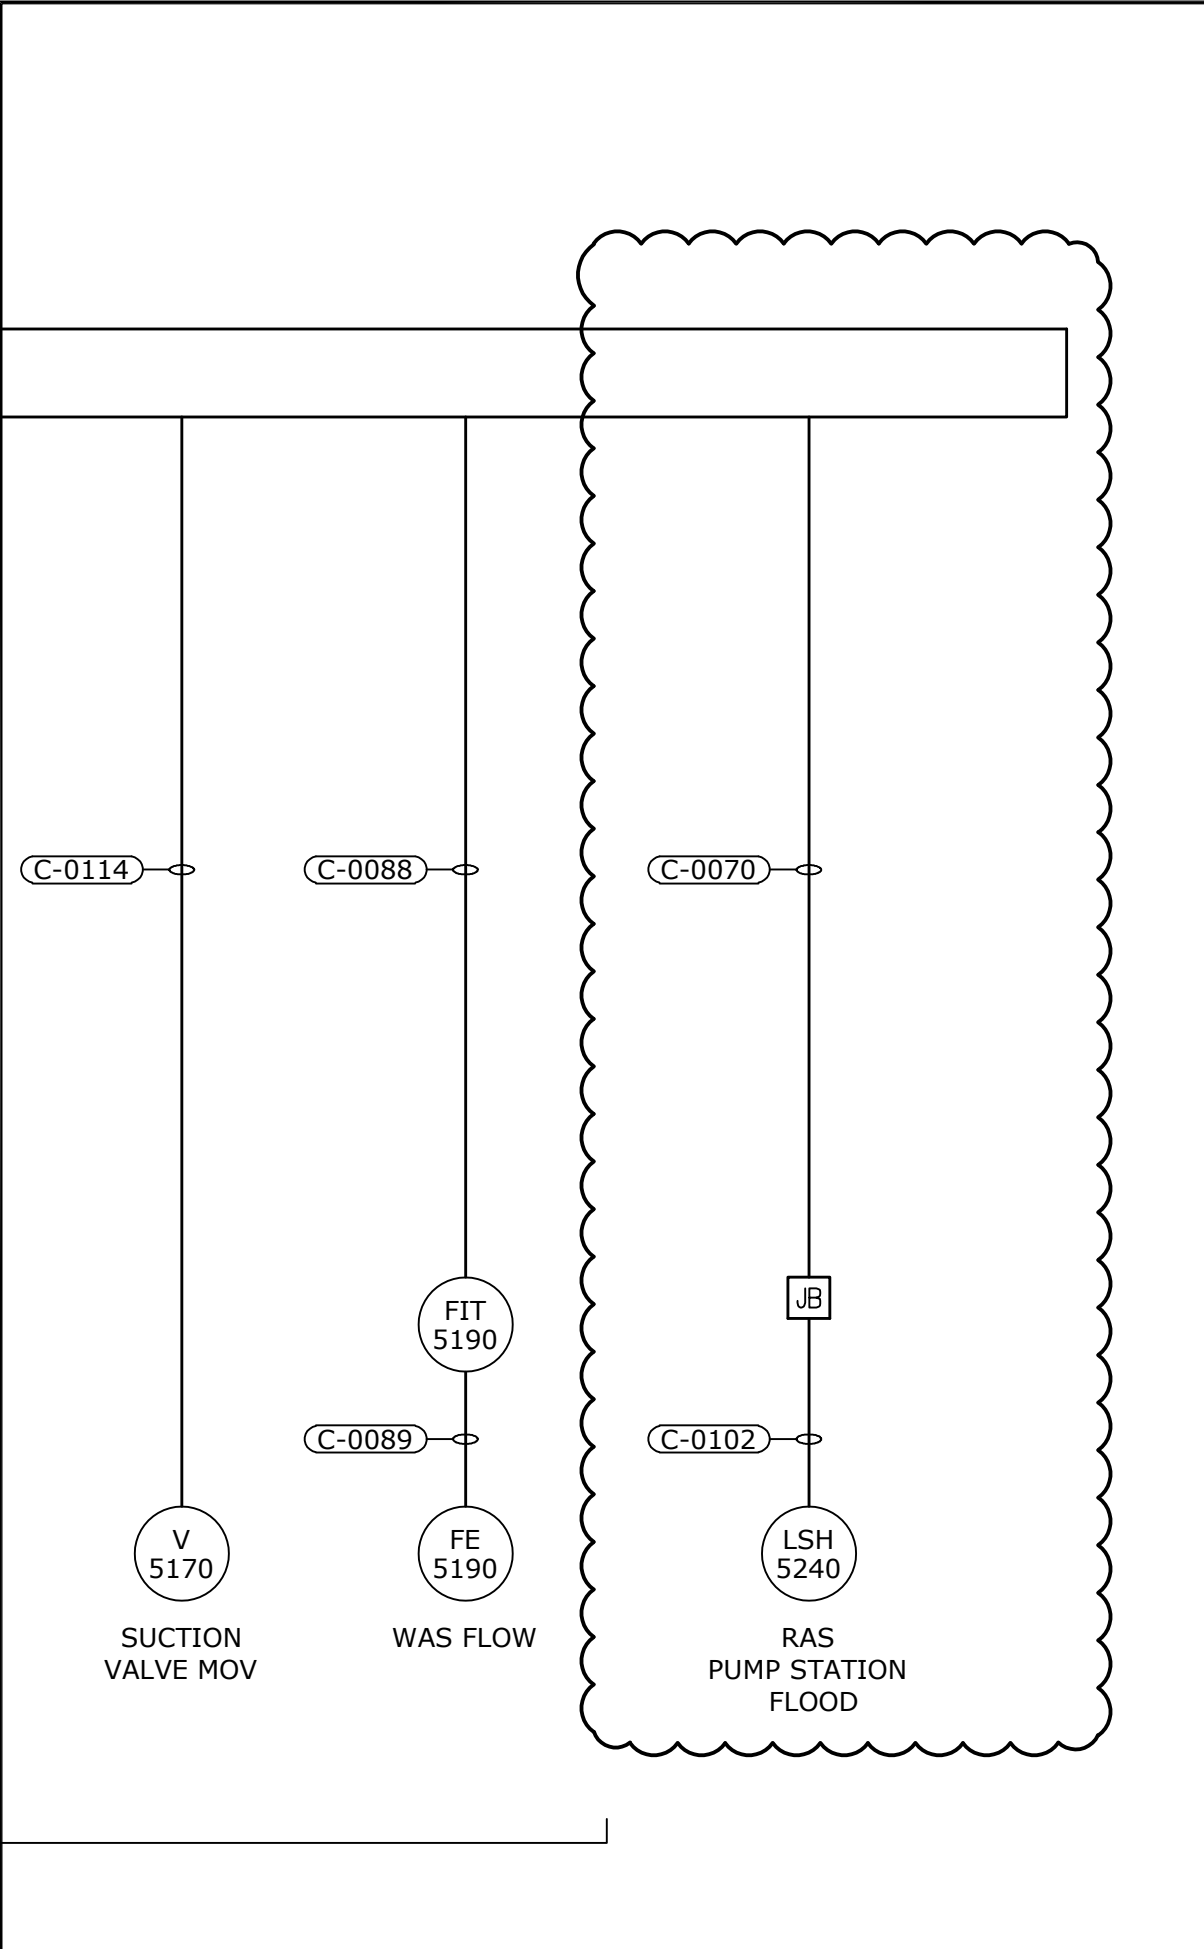 C-0114
C-0088
C-0070
FIT
5190
JB
C-0089
C-0102
V
5170
FE
5190
LSH
5240
SUCTION
VALVE MOV
WAS FLOW
RAS
PUMP STATION
FLOOD